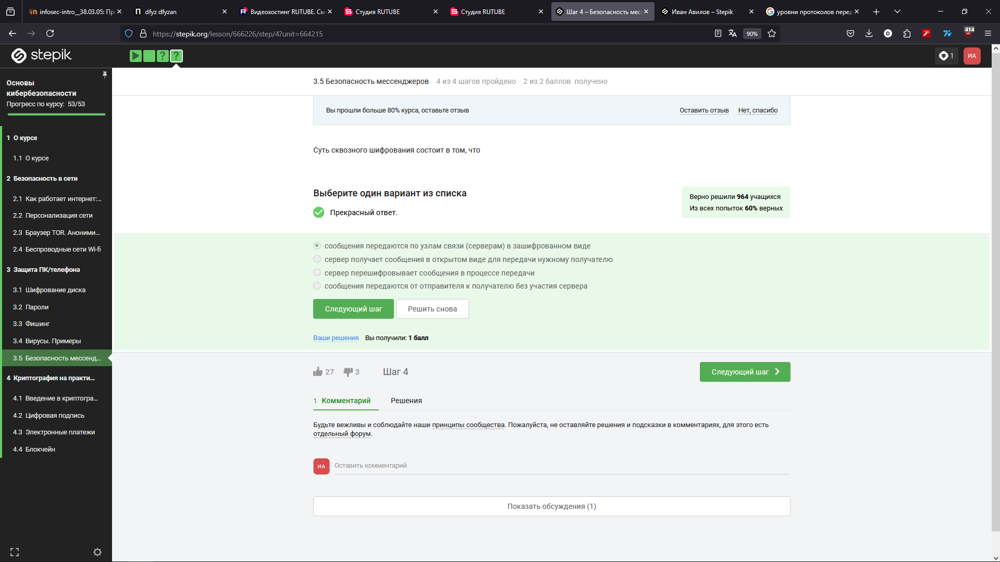 infosec-intro__38.03.05: Пр
dfyz dfyzan
Видеохостинг RUTUBE. См
Студия RUTUBE
Студия RUTUBE
Шаг 4 – Безопасность мес
Иван Авилов – Stepik
уровни протоколов перед
https://stepik.org/lesson/666226/step/4?unit=664215
90%
414
stepik
1
ИА
Основы
кибербезопасности
Прогресс по курсу: 53/53
1 О курсе
1.1 О курсе
2 Безопасность в сети
2.1 Как работает интернет:...
2.2 Персонализация сети
2.3 Браузер TOR. Аноними...
2.4 Беспроводные сети Wi-fi
3 Защита ПК/телефона
3.1 Шифрование диска
3.2 Пароли
3.3 Фишинг
3.4 Вирусы. Примеры
3.5 Безопасность мессенд...
4 Криптография на практи...
4.1 Введение в криптогра...
4.2 Цифровая подпись
4.3 Электронные платежи
4.4 Блокчейн
3.5 Безопасность мессенджеров 4 из 4 шагов пройдено 2 из 2 баллов получено
Вы прошли больше 80% курса, оставьте отзыв
Оставить отзыв Нет, спасибо
Суть сквозного шифрования состоит в том, что
Выберите один вариант из списка
Прекрасный ответ.
Верно решили 964 учащихся
Из всех попыток 60% верных
сообщения передаются по узлам связи (серверам) в зашифрованном виде
сервер получает сообщения в открытом виде для передачи нужному получателю
сервер перешифровывает сообщения в процессе передачи
сообщения передаются от отправителя к получателю без участия сервера
Следующий шаг Решить снова
Ваши решения Вы получили: 1 балл
27 3 Шаг 4
Следующий шаг
1 Комментарий Решения
Будьте вежливы и соблюдайте наши принципы сообщества. Пожалуйста, не оставляйте решения и подсказки в комментариях, для этого есть
отдельный форум.
ИА Оставить комментарий
Показать обсуждения (1)